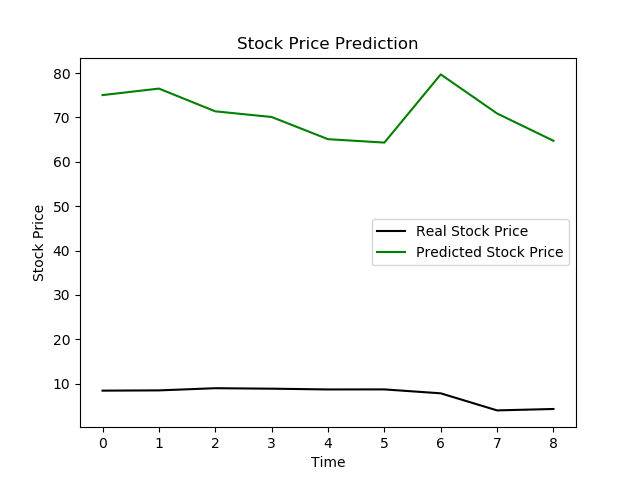 Stock Price Prediction
80
70
60
50
40
30
20
10
Stock Price
Real Stock Price
Predicted Stock Price
0 1 2 3 4 5 6 7 8
Time